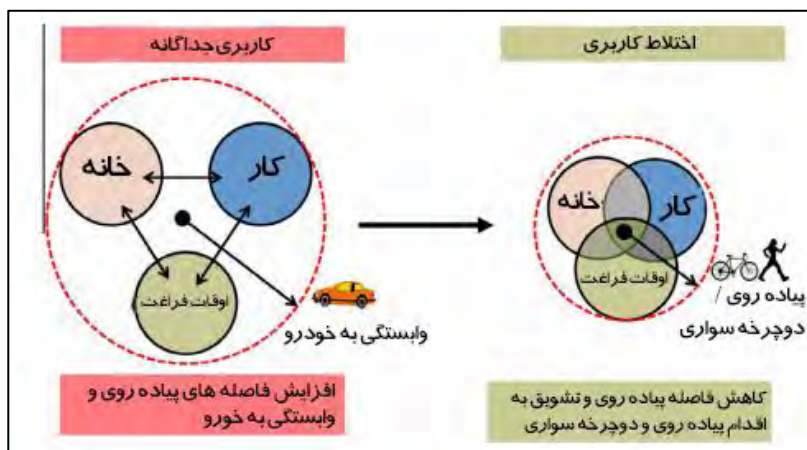 کاربری جداگانه
اختلاط کاربری
خانه
کار
اوقات فراغت
وابستگی به خودرو
خانه
کار
اوقات فراغت
پیاده روی /
دوچرخه سواری
افزایش فاصله های پیاده روی و
وابستگی به خورو
کاهش فاصله پیاده روی و تشویق به
اقدام پیاده روی و دوچرخه سواری